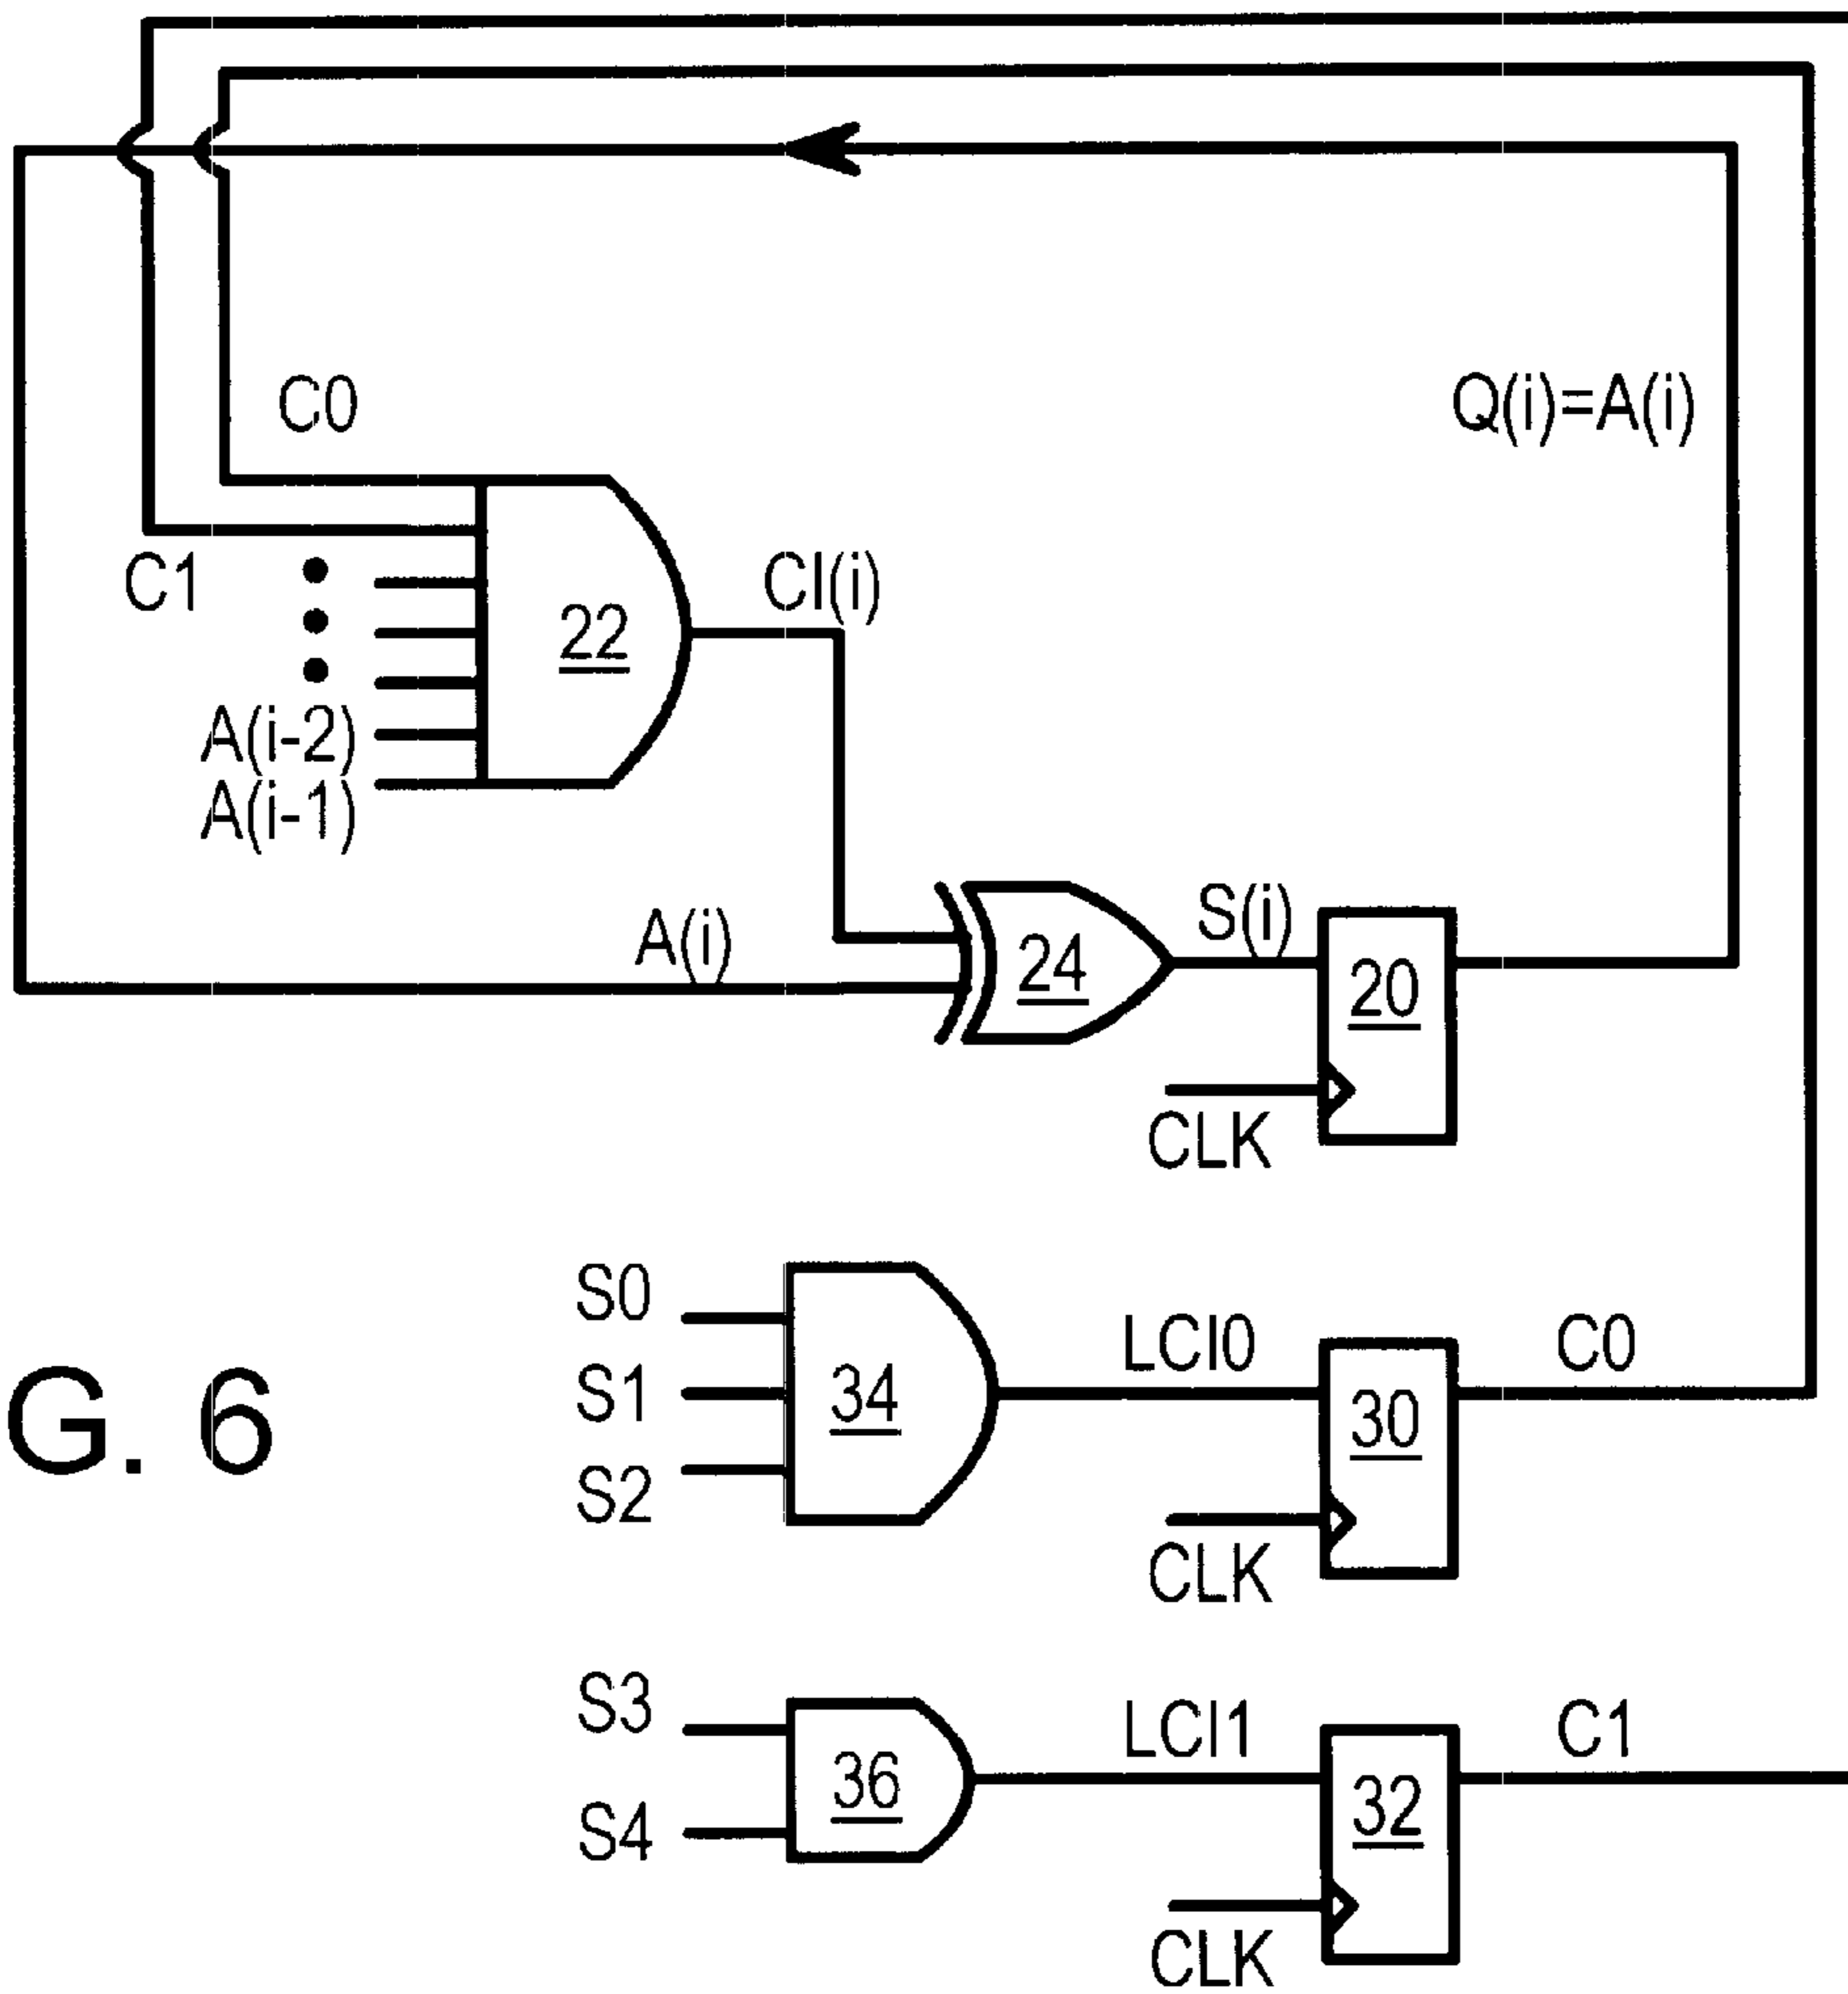 C0
Q(i)=A(i)
C1
CI(i)
22
A(i-2)
A(i-1)
A(i)
S(i)
24
20
CLK
S0
S1
S2
34
LCI0
30
C0
CLK
G. 6
S3
S4
36
LCI1
32
C1
CLK